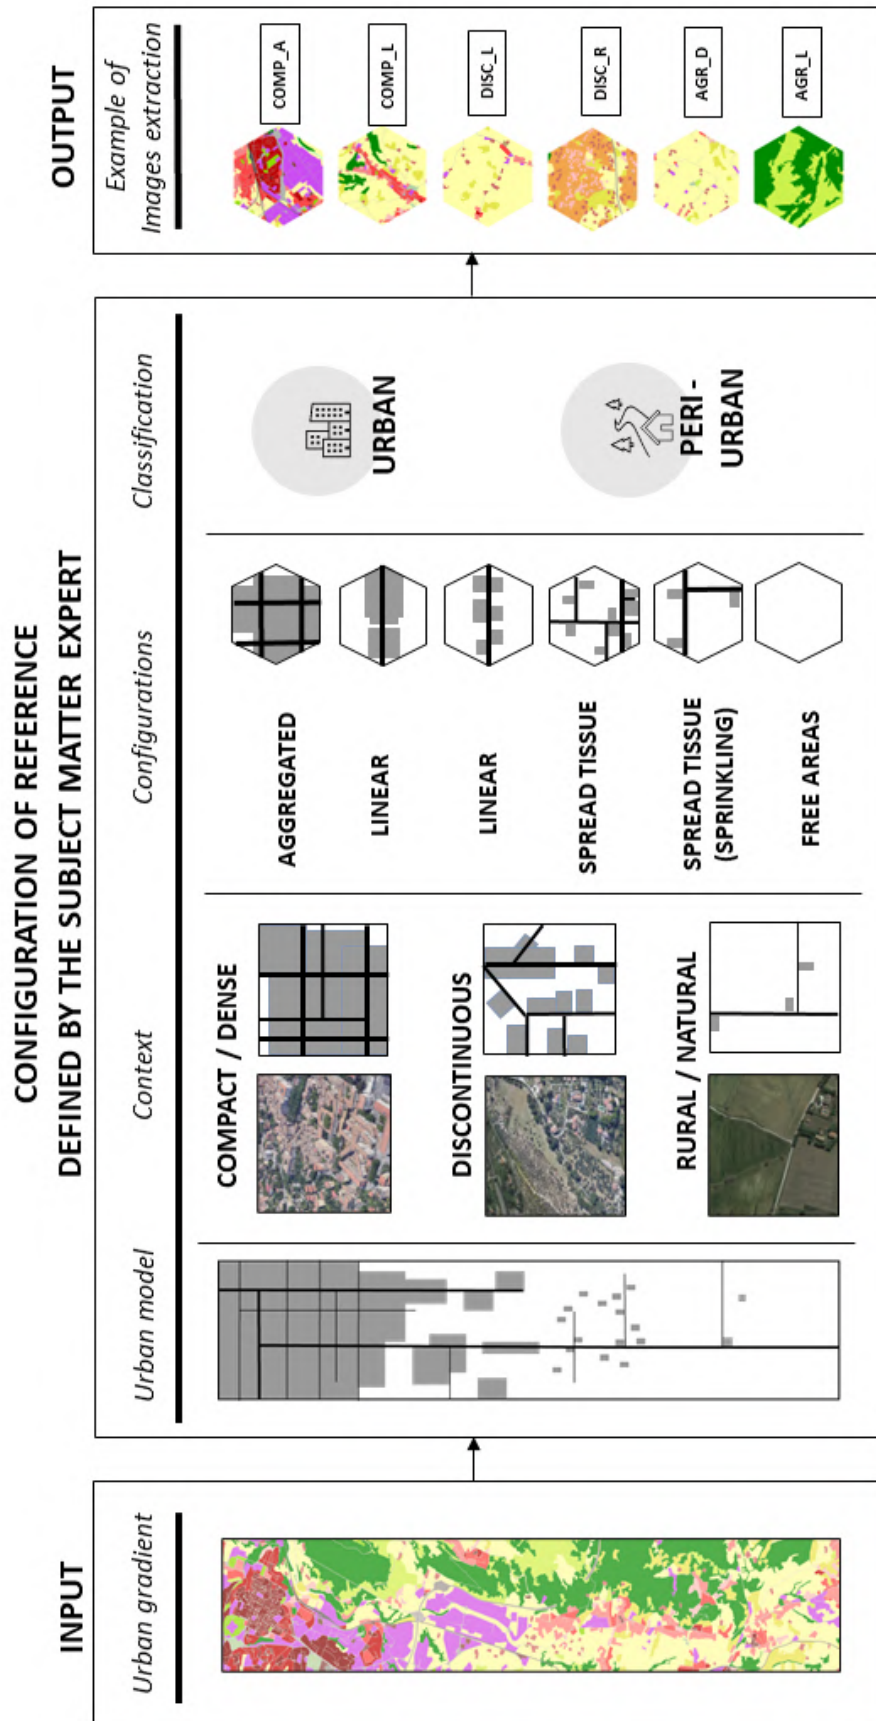 INPUT
Urban gradient
CONFIGURATION OF REFERENCE
DEFINED BY THE SUBJECT MATTER EXPERT
Urban model
Context
COMPACT / DENSE
DISCONTINUOUS
RURAL / NATURAL
Configurations
AGGREGATED
LINEAR
LINEAR
SPREAD TISSUE
SPREAD TISSUE
(SPRINKLING)
FREE AREAS
Classification
URBAN
PERI -
URBAN
OUTPUT
Example of
Images extraction
COMP_A
COMP_L
DISC_L
DISC_R
AGR_D
AGR_L